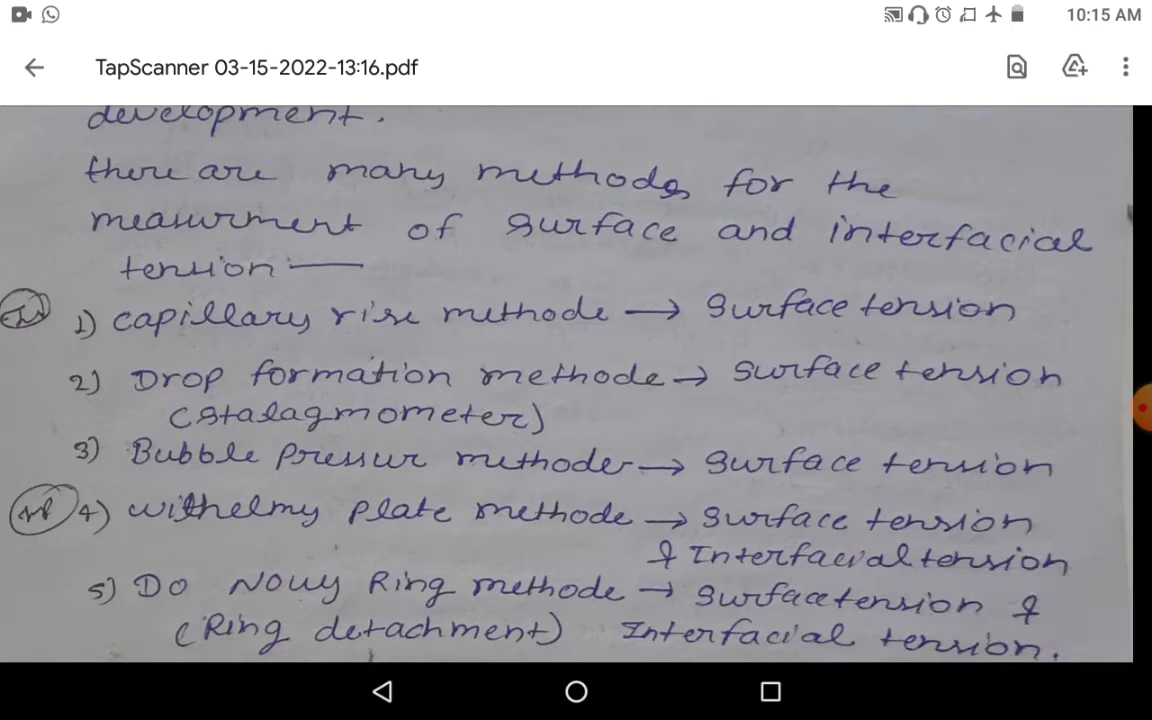 10:15 AM
TapScanner 03-15-2022-13:16.pdf
development.
there are many methods for the
measurment of surface and interfacial
tension —
1) capillary rise methode → surface tension
2) Drop formation methode → surface tension
(stalagmometer)
3) Bubble Pressur methode → surface tension
4) withelmy plate methode → surface tension
& Interfacial tension
5) Do Nouy Ring methode → surface tension &
(Ring detachment) Interfacial tension.